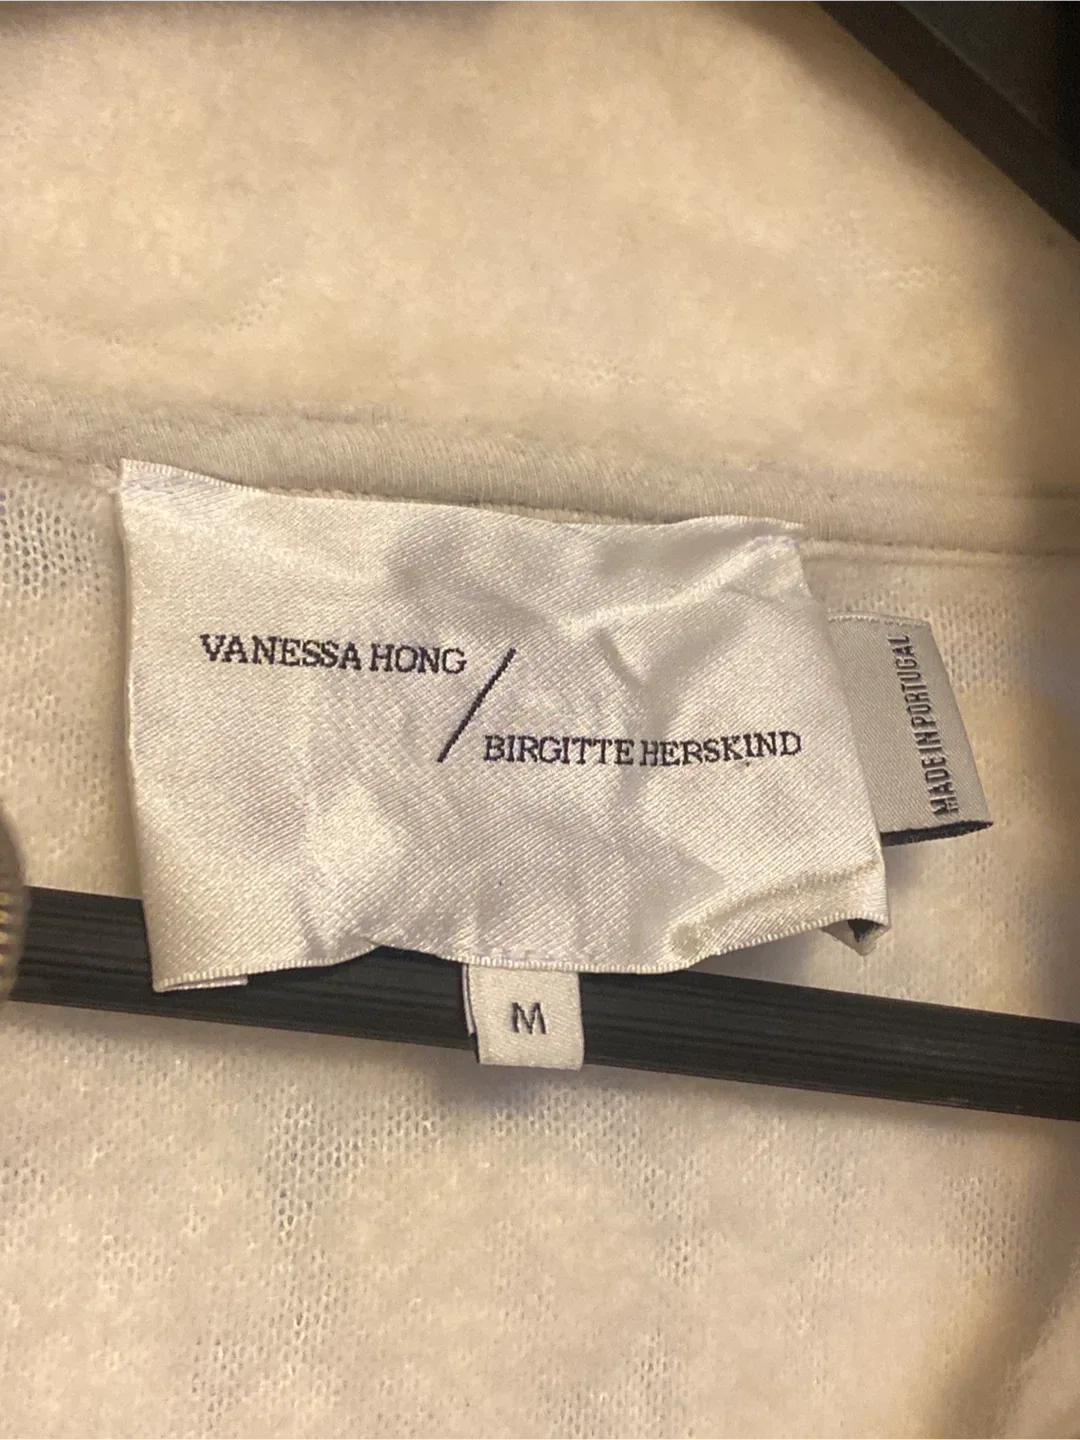 VANESSA HONG
/
BIRGITTE HERSKIND
MADE IN PORTUGAL
M